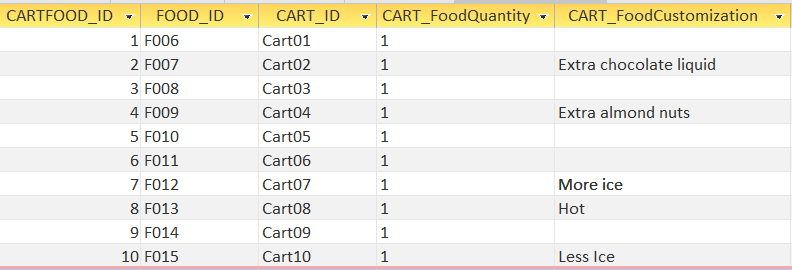 CARTFOOD_ID FOOD_ID CART_ID CART_FoodQuantity CART_FoodCustomization
1 F006 Cart01 1
2 F007 Cart02 1 Extra chocolate liquid
3 F008 Cart03 1
4 F009 Cart04 1 Extra almond nuts
5 F010 Cart05 1
6 F011 Cart06 1
7 F012 Cart07 1 More ice
8 F013 Cart08 1 Hot
9 F014 Cart09 1
10 F015 Cart10 1 Less Ice